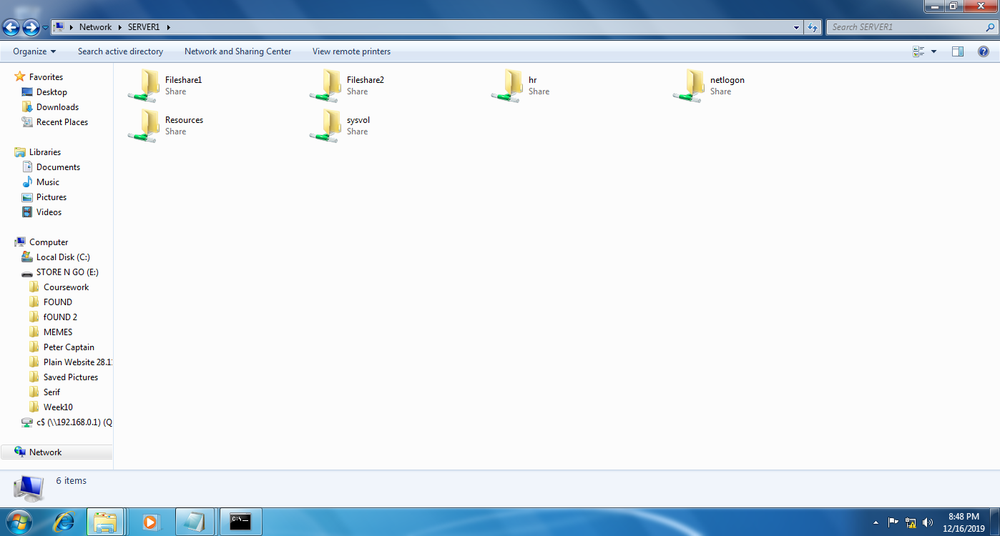 Network SERVER1
Search SERVER1
Organize Search active directory Network and Sharing Center View remote printers
Favorites
Desktop
Downloads
Recent Places
Libraries
Documents
Music
Pictures
Videos
Computer
Local Disk (C:)
STORE N GO (E:)
Coursework
FOUND
fOUND 2
MEMES
Peter Captain
Plain Website 28.1
Saved Pictures
Serif
Week10
c$ (\\192.168.0.1) (Q
Network
Fileshare1
Share
Fileshare2
Share
hr
Share
netlogon
Share
Resources
Share
sysvol
Share
6 items
C:\_
8:48 PM
12/16/2019